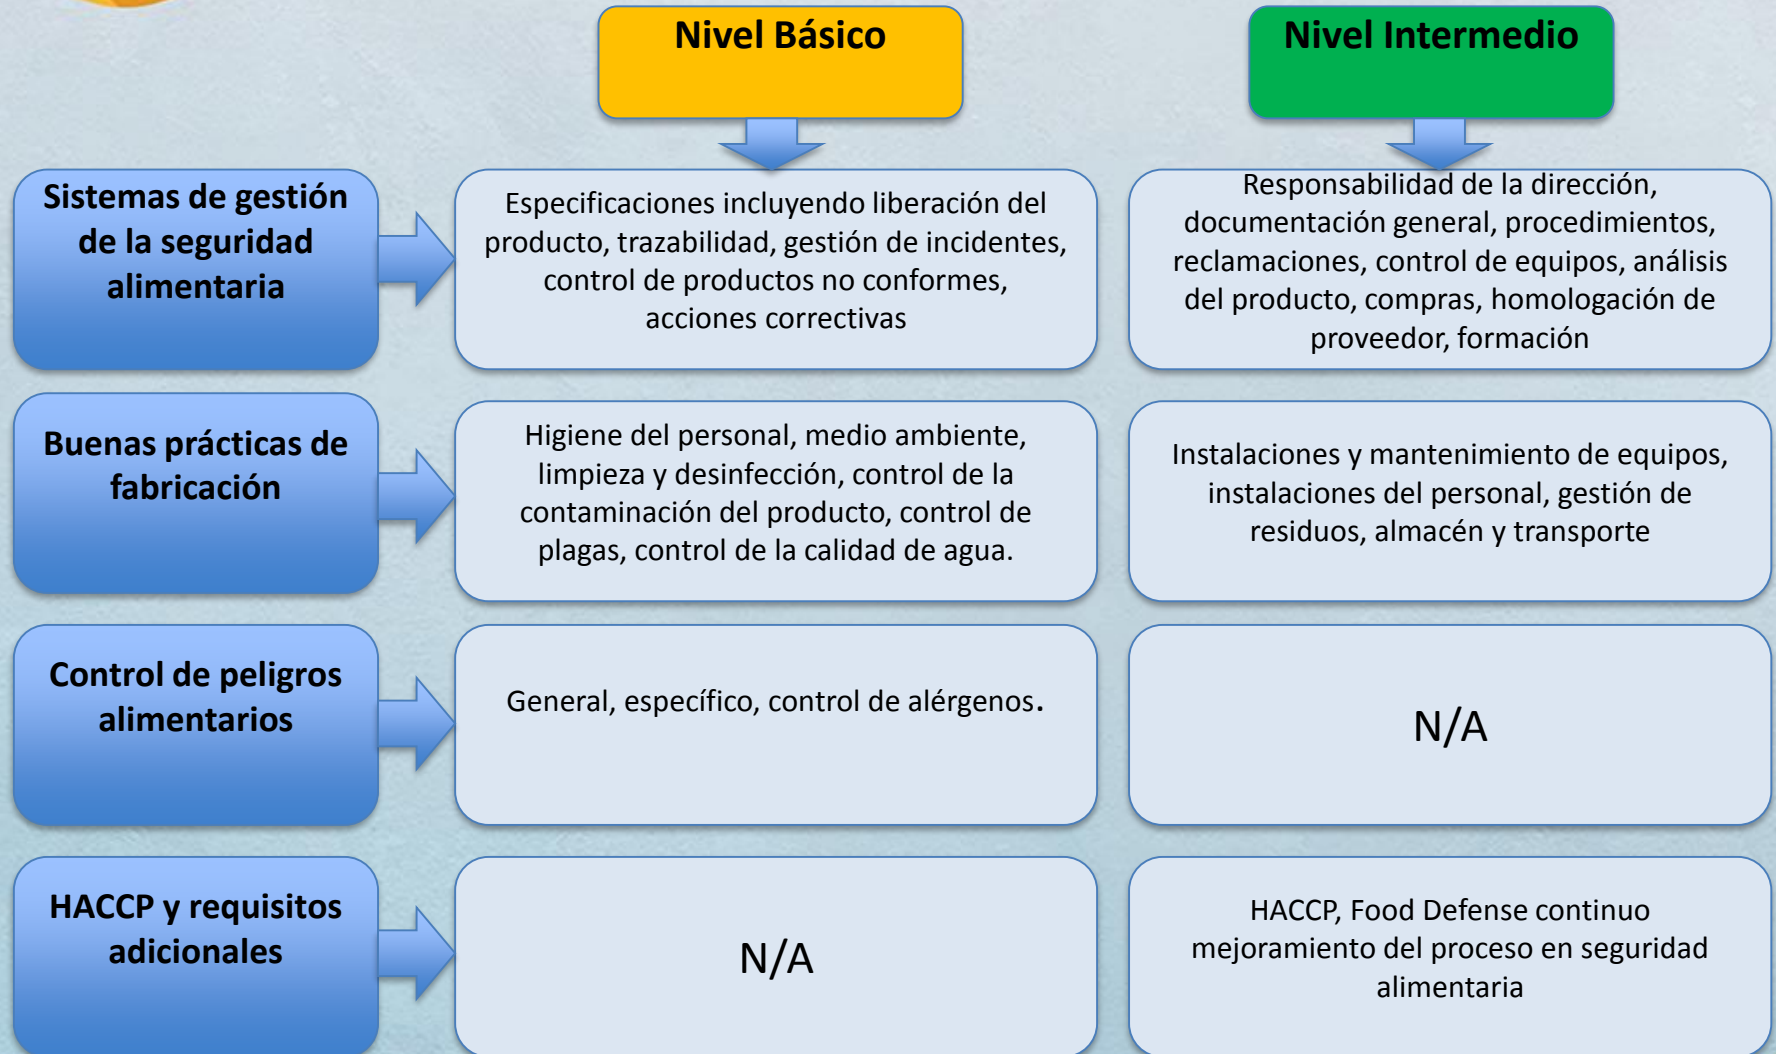 Nivel Básico
Nivel Intermedio
Sistemas de gestión
de la seguridad
alimentaria
Especificaciones incluyendo liberación del
producto, trazabilidad, gestión de incidentes,
control de productos no conformes,
acciones correctivas
Responsabilidad de la dirección,
documentación general, procedimientos,
reclamaciones, control de equipos, análisis
del producto, compras, homologación de
proveedor, formación
Buenas prácticas de
fabricación
Higiene del personal, medio ambiente,
limpieza y desinfección, control de la
contaminación del producto, control de
plagas, control de la calidad de agua.
Instalaciones y mantenimiento de equipos,
instalaciones del personal, gestión de
residuos, almacén y transporte
Control de peligros
alimentarios
General, específico, control de alérgenos.
N/A
HACCP y requisitos
adicionales
N/A
HACCP, Food Defense continuo
mejoramiento del proceso en seguridad
alimentaria